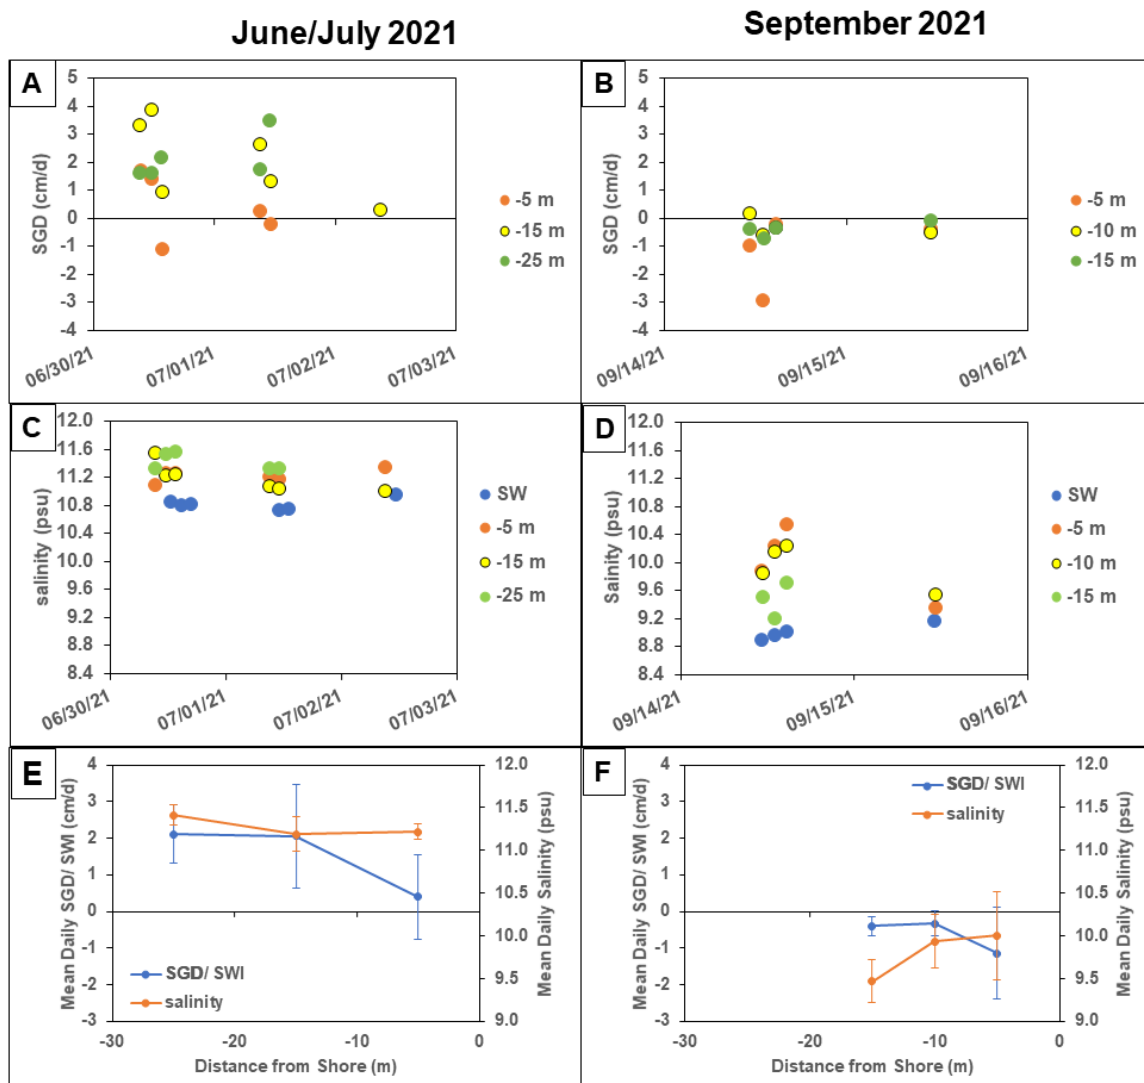 June/July 2021
September 2021
A
5
4
3
2
1
0
-1
-2
-3
-4
SGD (cm/d)
06/30/21
07/01/21
07/02/21
07/03/21
-5 m
-15 m
-25 m
B
5
4
3
2
1
0
-1
-2
-3
-4
SGD (cm/d)
09/14/21
09/15/21
09/16/21
-5 m
-10 m
-15 m
C
12.0
11.6
11.2
10.8
10.4
10.0
9.6
9.2
8.8
8.4
salinity (psu)
06/30/21
07/01/21
07/02/21
07/03/21
SW
-5 m
-15 m
-25 m
D
12.0
11.6
11.2
10.8
10.4
10.0
9.6
9.2
8.8
8.4
Sainity (psu)
09/14/21
09/15/21
09/16/21
SW
-5 m
-10 m
-15 m
E
4
3
2
1
0
-1
-2
-3
Mean Daily SGD/ SWI (cm/d)
SGD/ SWI
salinity
12.0
11.5
11.0
10.5
10.0
9.5
9.0
Mean Daily Salinity (psu)
-30
-20
-10
0
Distance from Shore (m)
F
4
3
2
1
0
-1
-2
-3
Mean Daily SGD/ SWI (cm/d)
SGD/ SWI
salinity
12.0
11.5
11.0
10.5
10.0
9.5
9.0
Mean Daily Salinity (psu)
-30
-20
-10
0
Distance from Shore (m)